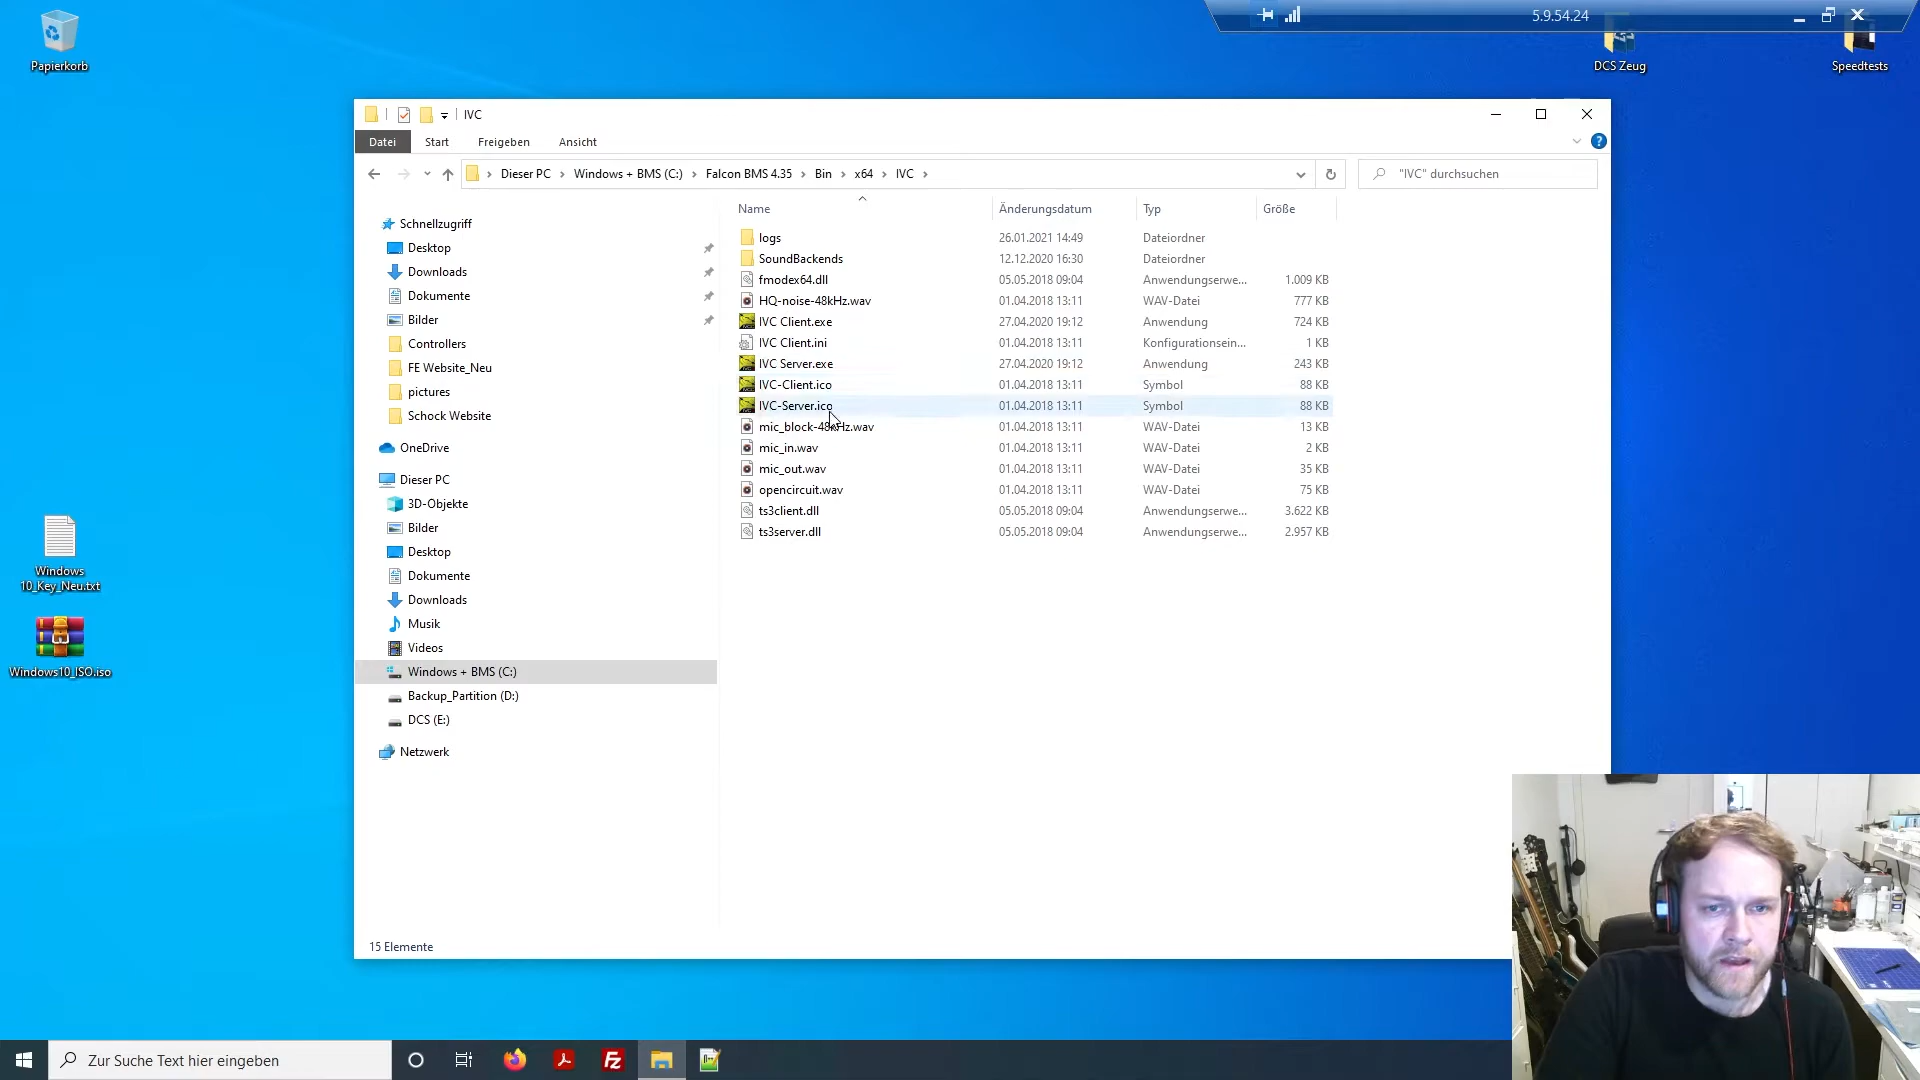 5.9.54.24
Papierkorb
DCS Zeug
Speedtests
IVC
Datei Start Freigeben Ansicht
Dieser PC Windows + BMS (C:) Falcon BMS 4.35 Bin x64 IVC
"IVC" durchsuchen
Name Änderungsdatum Typ Größe
logs 26.01.2021 14:49 Dateiordner
SoundBackends 12.12.2020 16:30 Dateiordner
fmodex64.dll 05.05.2018 09:04 Anwendungserwe... 1.009 KB
HQ-noise-48kHz.wav 01.04.2018 13:11 WAV-Datei 777 KB
IVC Client.exe 27.04.2020 19:12 Anwendung 724 KB
IVC Client.ini 01.04.2018 13:11 Konfigurationsein... 1 KB
IVC Server.exe 27.04.2020 19:12 Anwendung 243 KB
IVC-Client.ico 01.04.2018 13:11 Symbol 88 KB
IVC-Server.ico 01.04.2018 13:11 Symbol 88 KB
mic_block-48kHz.wav 01.04.2018 13:11 WAV-Datei 13 KB
mic_in.wav 01.04.2018 13:11 WAV-Datei 2 KB
mic_out.wav 01.04.2018 13:11 WAV-Datei 35 KB
opencircuit.wav 01.04.2018 13:11 WAV-Datei 75 KB
ts3client.dll 05.05.2018 09:04 Anwendungserwe... 3.622 KB
ts3server.dll 05.05.2018 09:04 Anwendungserwe... 2.957 KB
Schnellzugriff
Desktop
Downloads
Dokumente
Bilder
Controllers
FE Website_Neu
pictures
Schock Website
OneDrive
Dieser PC
3D-Objekte
Bilder
Desktop
Dokumente
Downloads
Musik
Videos
Windows + BMS (C:)
Backup_Partition (D:)
DCS (E:)
Netzwerk
15 Elemente
Windows
10_Key_Neu.txt
Windows10_ISO.iso
Zur Suche Text hier eingeben